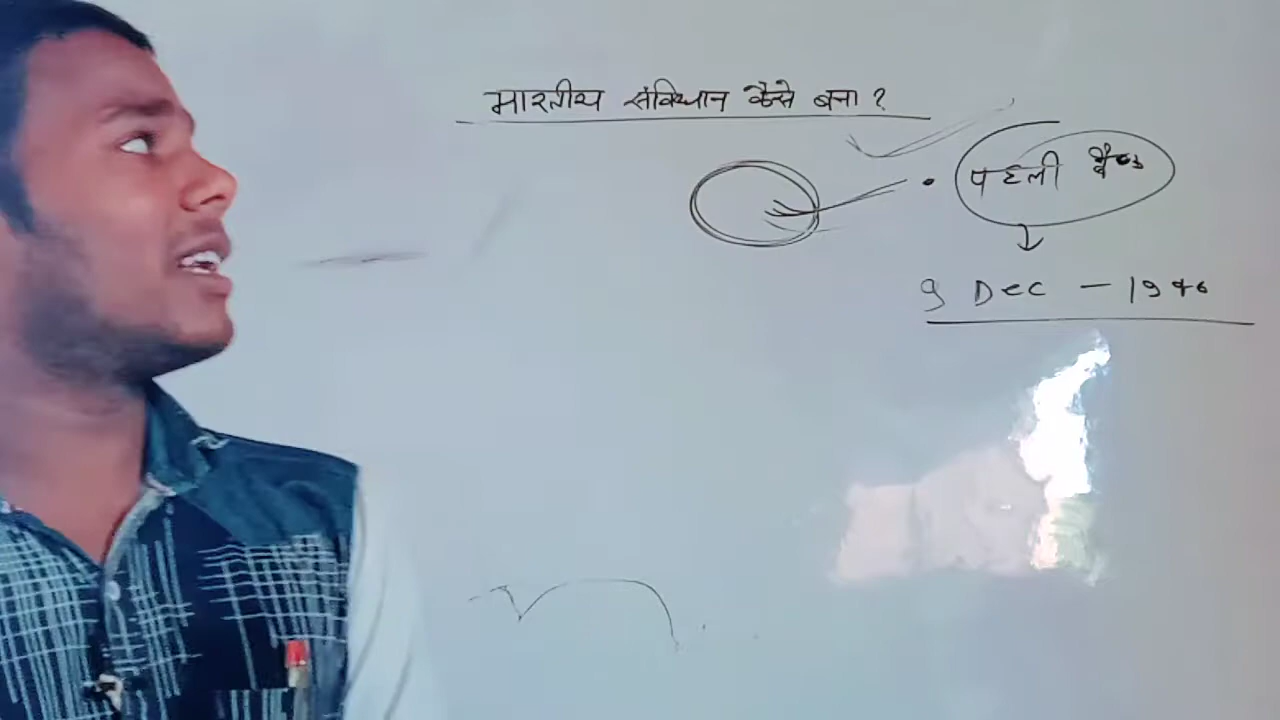 भारतीय संविधान कैसे बना ?
पहली बैठक
9 Dec - 1946